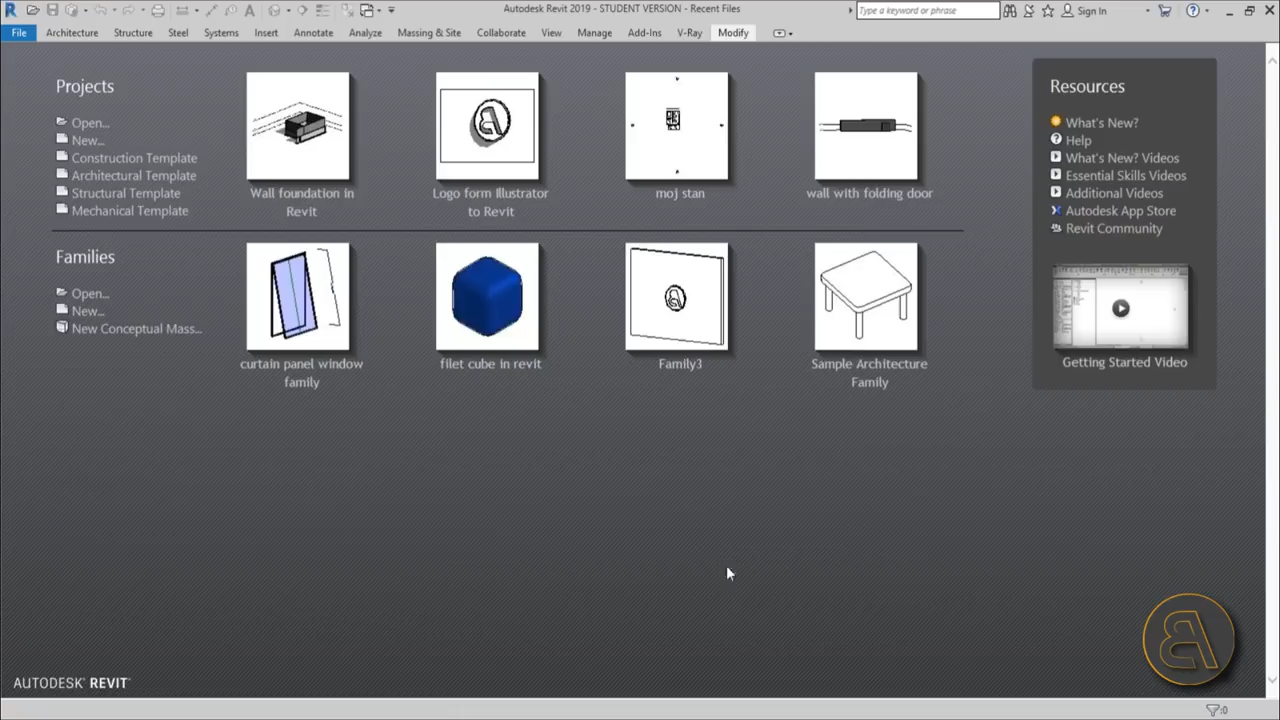 Autodesk Revit 2019 - STUDENT VERSION - Recent Files
Type a keyword or phrase
Sign In
File Architecture Structure Steel Systems Insert Annotate Analyze Massing & Site Collaborate View Manage Add-Ins V-Ray Modify
Projects
Open...
New...
Construction Template
Architectural Template
Structural Template
Mechanical Template
Wall foundation in
Revit
Logo form Illustrator
to Revit
moj stan
wall with folding door
Families
Open...
New...
New Conceptual Mass...
curtain panel window
family
filet cube in revit
Family3
Sample Architecture
Family
Resources
What's New?
Help
What's New? Videos
Essential Skills Videos
Additional Videos
Autodesk App Store
Revit Community
Getting Started Video
AUTODESK® REVIT™
:0